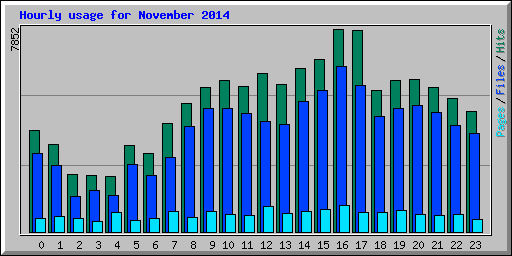 Hourly usage for November 2014
7852
Pages/Files/Hits
0 1 2 3 4 5 6 7 8 9 10 11 12 13 14 15 16 17 18 19 20 21 22 23